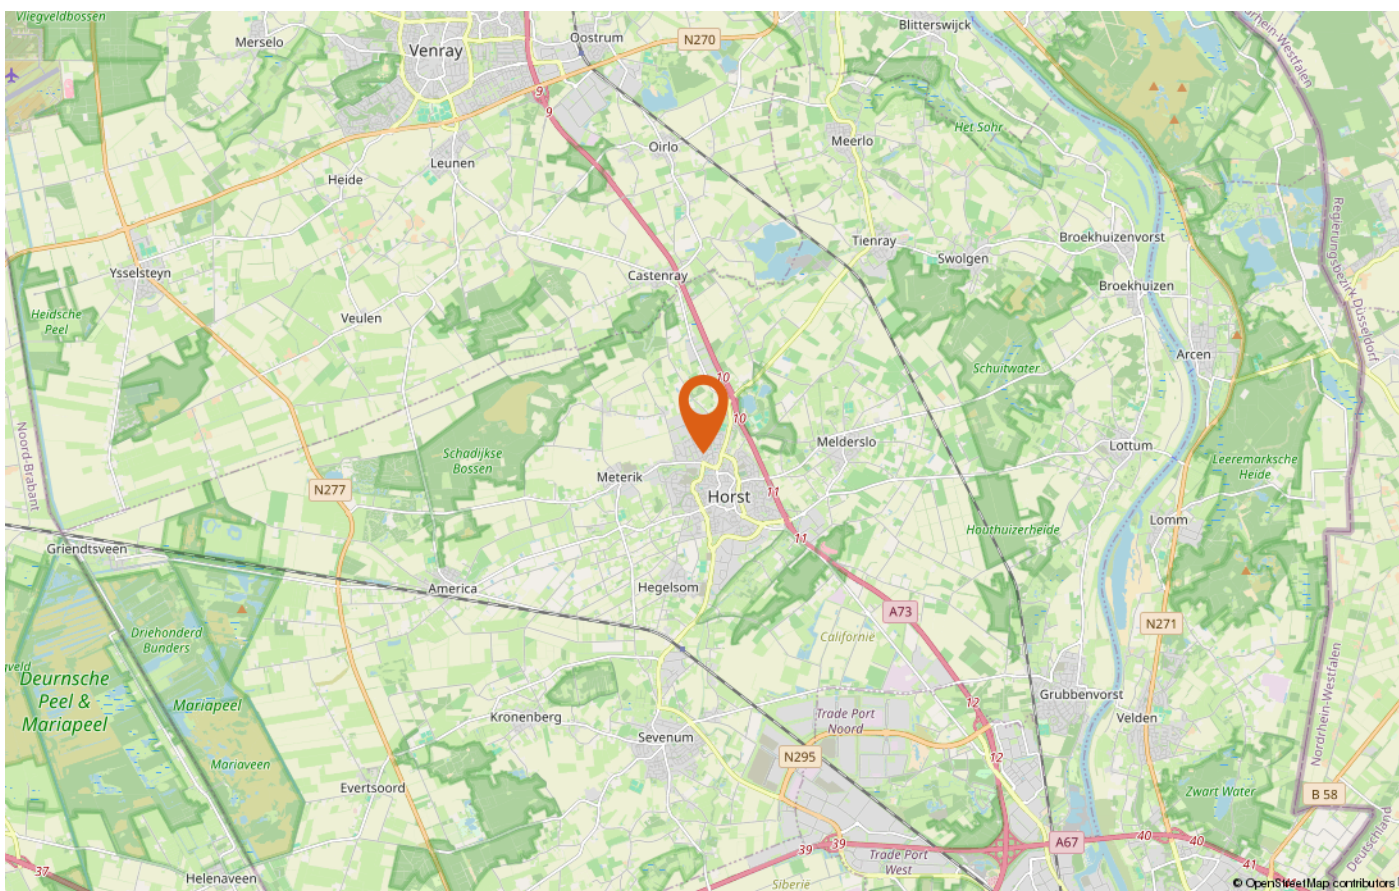 Vliegveldbossen
Merselo
Venray
Oostrum
N270
Blitterswijck
Nordrhein-Westfalen
9
9
Leunen
Oirlo
Meerlo
Het Sohr
Heide
Regierungsbezirk Düsseldorf
Ysselsteyn
Castenray
Tienray
Swolgen
Broekhuizenvorst
Broekhuizen
Heidsche
Peel
Veulen
Arcen
Schuitwater
10
10
Noord-Brabant
Schadijkse
Bossen
Melderslo
Lottum
Leeremarksche
Heide
N277
Meterik
Horst
11
11
Houthuizerheide
Lomm
Griendtsveen
America
Hegelsom
A73
Californie
N271
Driehonderd
Bunders
Deurnsche
Peel &
Mariapeel
Mariapeel
Mariaveen
Kronenberg
Sevenum
Trade Port
Noord
12
12
Grubbenvorst
Velden
Nordrhein-Westfalen
N295
Evertsoord
Zwart Water
B 58
Deutschland
37
Helenaveen
39
39
Trade Port
West
Siberie
A67
40
40
41
© OpenStreetMap contributors